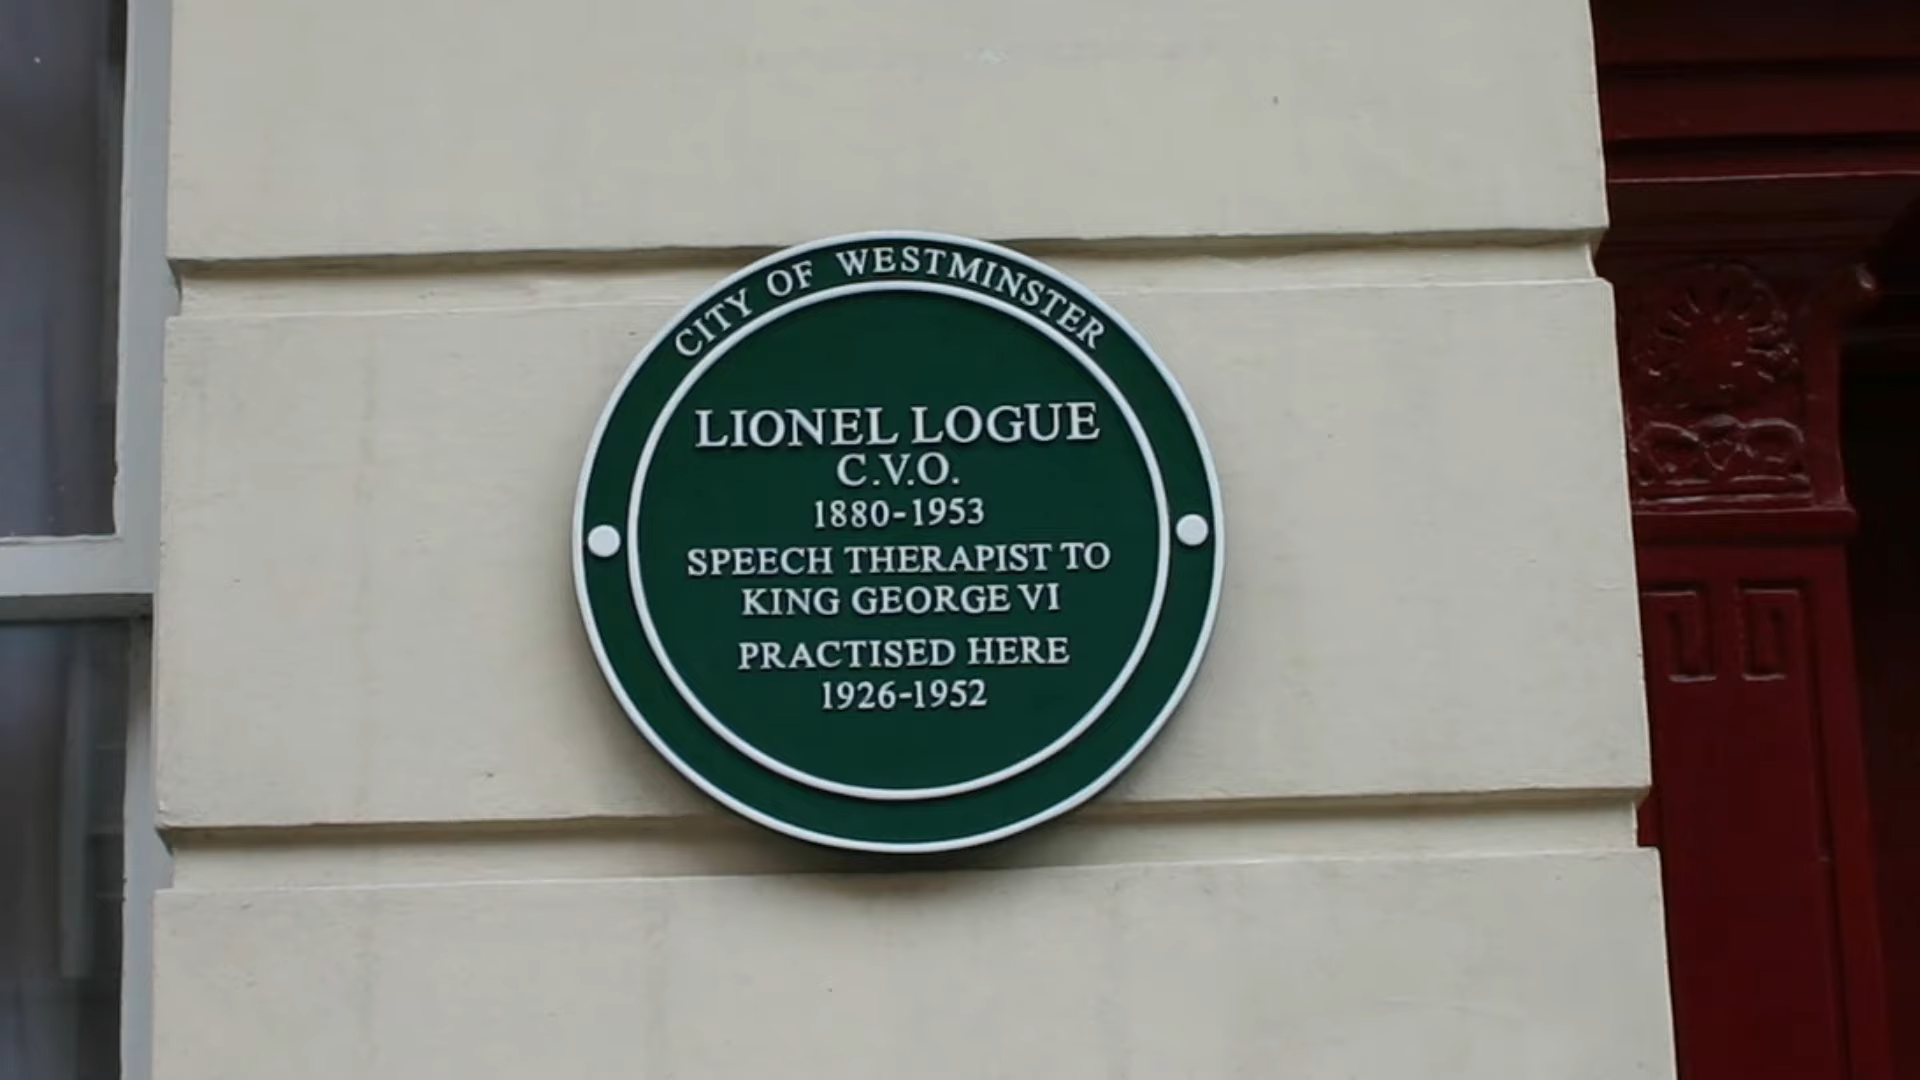 CITY OF WESTMINSTER
LIONEL LOGUE
C.V.O.
1880-1953
SPEECH THERAPIST TO
KING GEORGE VI
PRACTISED HERE
1926-1952